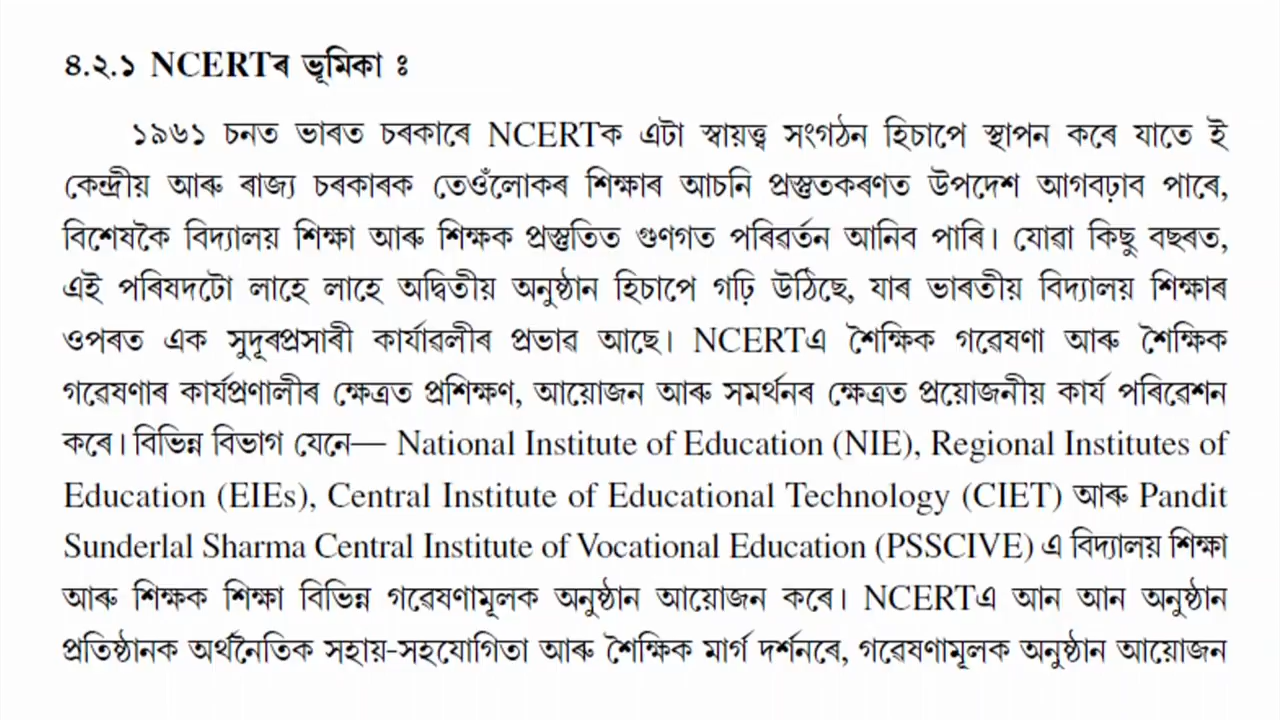 ৪.২.১ NCERTৰ ভূমিকা ঃ
১৯৬১ চনত ভাৰত চৰকাৰে NCERTক এটা স্বায়ত্ত্ব সংগঠন হিচাপে স্থাপন কৰে যাতে ই
কেন্দ্ৰীয় আৰু ৰাজ্য চৰকাৰক তেওঁলোকৰ শিক্ষাৰ আচনি প্ৰস্তুতকৰণত উপদেশ আগবঢ়াব পাৰে,
বিশেষকৈ বিদ্যালয় শিক্ষা আৰু শিক্ষক প্ৰস্তুতিত গুণগত পৰিৱৰ্তন আনিব পাৰি। যোৱা কিছু বছৰত,
এই পৰিষদটো লাহে লাহে অদ্বিতীয় অনুষ্ঠান হিচাপে গঢ়ি উঠিছে, যাৰ ভাৰতীয় বিদ্যালয় শিক্ষাৰ
ওপৰত এক সুদূৰপ্ৰসাৰী কাৰ্যাৱলীৰ প্ৰভাৱ আছে। NCERTএ শৈক্ষিক গৱেষণা আৰু শৈক্ষিক
গৱেষণাৰ কাৰ্যপ্ৰণালীৰ ক্ষেত্ৰত প্ৰশিক্ষণ, আয়োজন আৰু সমৰ্থনৰ ক্ষেত্ৰত প্ৰয়োজনীয় কাৰ্য পৰিৱেশন
কৰে। বিভিন্ন বিভাগ যেনে— National Institute of Education (NIE), Regional Institutes of
Education (EIEs), Central Institute of Educational Technology (CIET) আৰু Pandit
Sunderlal Sharma Central Institute of Vocational Education (PSSCIVE) এ বিদ্যালয় শিক্ষা
আৰু শিক্ষক শিক্ষা বিভিন্ন গৱেষণামূলক অনুষ্ঠান আয়োজন কৰে। NCERTএ আন আন অনুষ্ঠান
প্ৰতিষ্ঠানক অৰ্থনৈতিক সহায়-সহযোগিতা আৰু শৈক্ষিক মাৰ্গ দৰ্শনৰে, গৱেষণামূলক অনুষ্ঠান আয়োজন